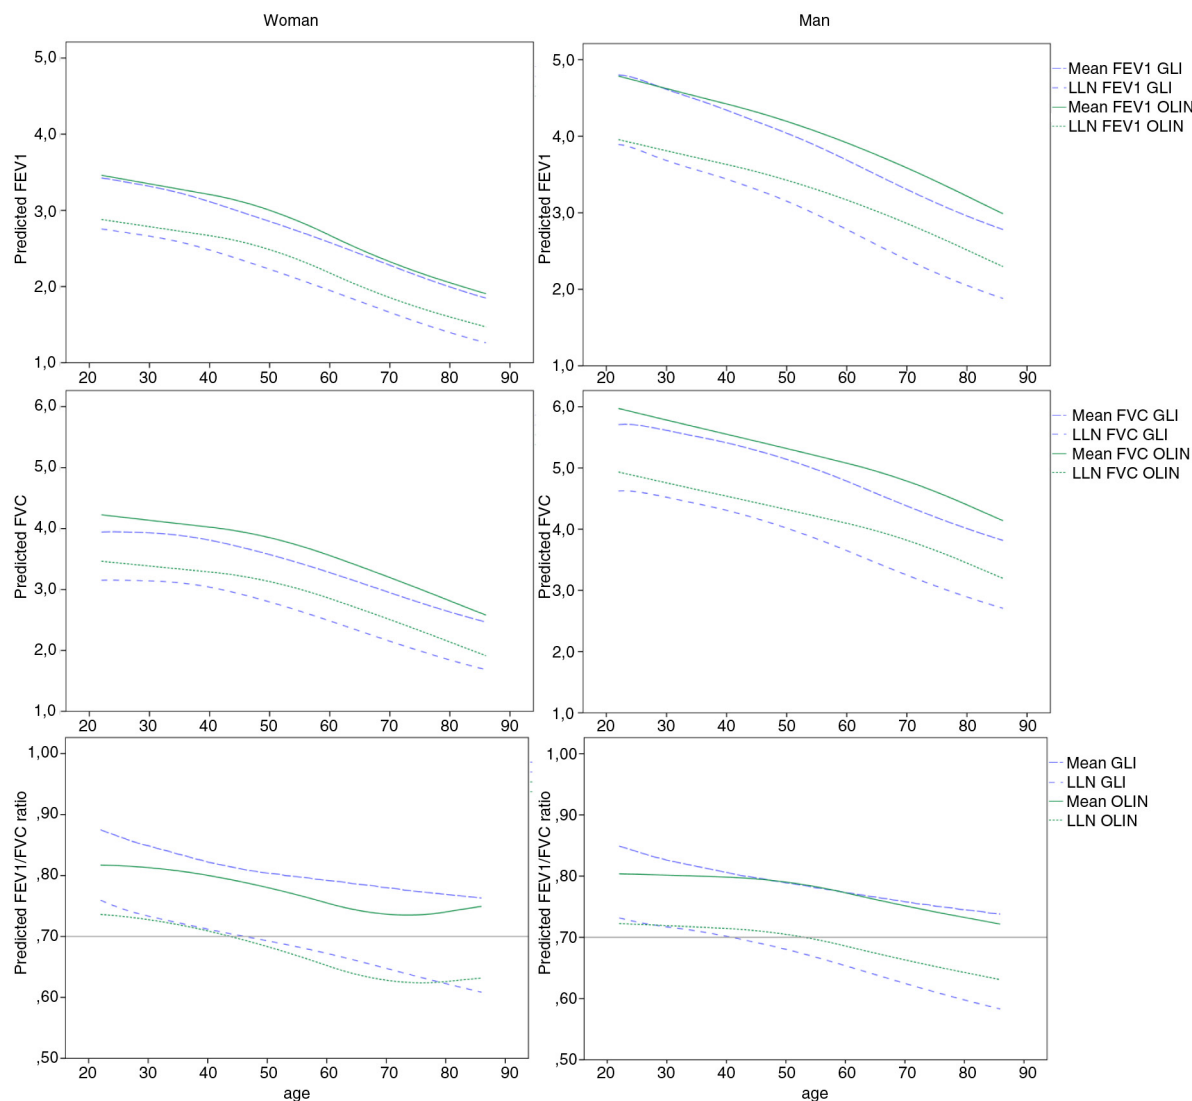 Woman
Man
Predicted FEV1
5,0
4,0
3,0
2,0
1,0
20 30 40 50 60 70 80 90
Predicted FEV1
5,0
4,0
3,0
2,0
1,0
20 30 40 50 60 70 80 90
Mean FEV1 GLI
LLN FEV1 GLI
Mean FEV1 OLIN
LLN FEV1 OLIN
Predicted FVC
6,0
5,0
4,0
3,0
2,0
1,0
20 30 40 50 60 70 80 90
Predicted FVC
6,0
5,0
4,0
3,0
2,0
1,0
20 30 40 50 60 70 80 90
Mean FVC GLI
LLN FVC GLI
Mean FVC OLIN
LLN FVC OLIN
Predicted FEV1/FVC ratio
1,00
,90
,80
,70
,60
,50
20 30 40 50 60 70 80 90
age
Predicted FEV1/FVC ratio
1,00
,90
,80
,70
,60
,50
20 30 40 50 60 70 80 90
age
Mean GLI
LLN GLI
Mean OLIN
LLN OLIN